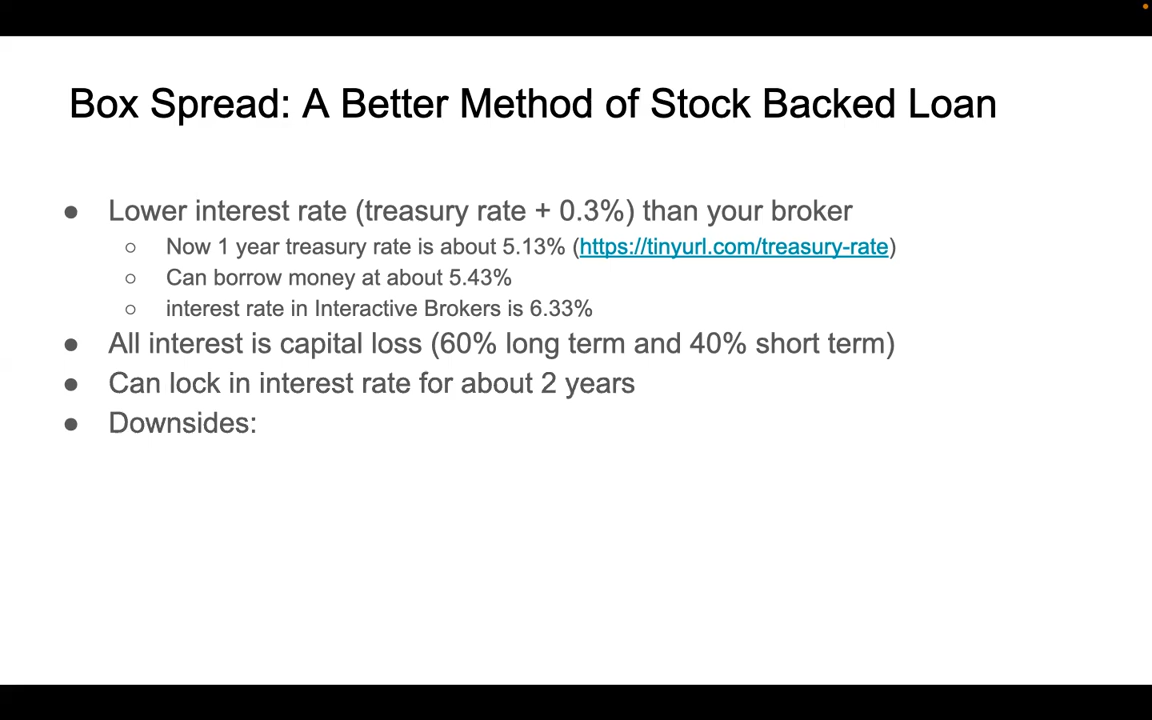 Box Spread: A Better Method of Stock Backed Loan
● Lower interest rate (treasury rate + 0.3%) than your broker
○ Now 1 year treasury rate is about 5.13% (https://tinyurl.com/treasury-rate)
○ Can borrow money at about 5.43%
○ interest rate in Interactive Brokers is 6.33%
● All interest is capital loss (60% long term and 40% short term)
● Can lock in interest rate for about 2 years
● Downsides: